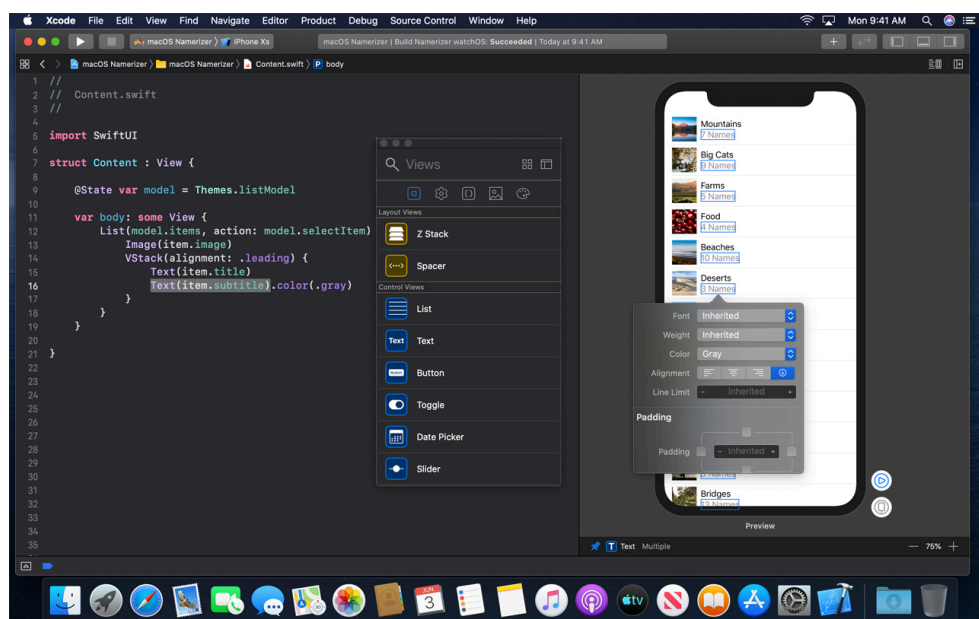 Xcode File Edit View Find Navigate Editor Product Debug Source Control Window Help Mon 9:41 AM
macOS Namerizer iPhone Xs macOS Namerizer | Build Namerizer watchOS: Succeeded | Today at 9:41 AM
macOS Namerizer macOS Namerizer Content.swift P body
1 //
2 // Content.swift
3 //
4
5 import SwiftUI
6
7 struct Content : View {
8
9 @State var model = Themes.listModel
10
11 var body: some View {
12 List(model.items, action: model.selectItem)
13 Image(item.image)
14 VStack(alignment: .leading) {
15 Text(item.title)
16 Text(item.subtitle).color(.gray)
17 }
18 }
19 }
20
21 }
22
23
24
25
26
27
28
29
30
31
32
33
34
35
Views
Layout Views
Z Stack
Spacer
Control Views
List
Text Text
Button Button
Toggle
Date Picker
Slider
Mountains
7 Names
Big Cats
9 Names
Farms
5 Names
Food
4 Names
Beaches
10 Names
Deserts
3 Names
Font Inherited
Weight Inherited
Color Gray
Alignment
Line Limit - Inherited +
Padding
Padding - Inherited +
5 Names
Bridges
13 Names
Preview
T Text Multiple
— 75% +
JUN
3
tv